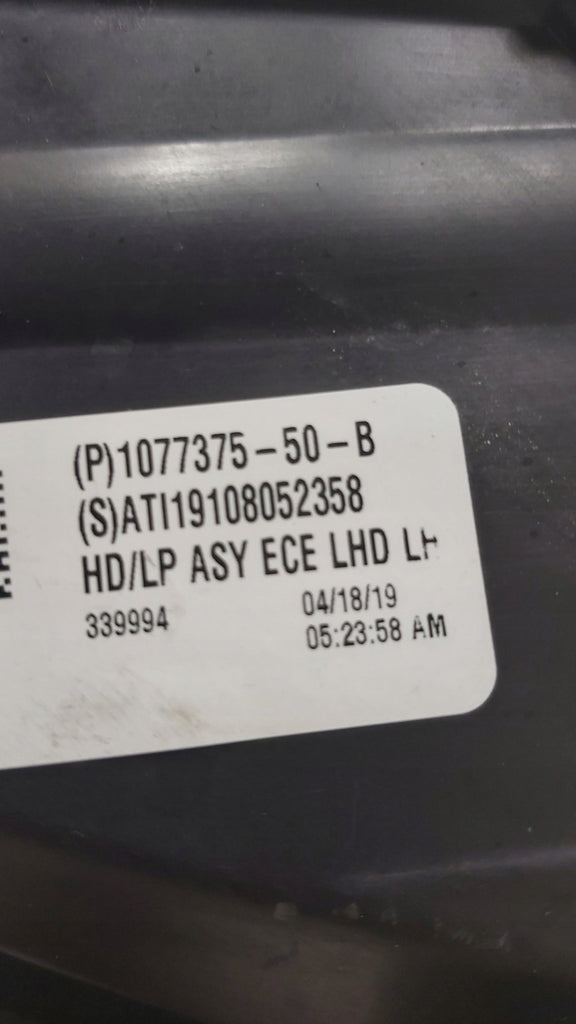 (P)1077375-50-B
(S)ATI19108052358
HD/LP ASY ECE LHD LH
339994 04/18/19
05:23:58 AM